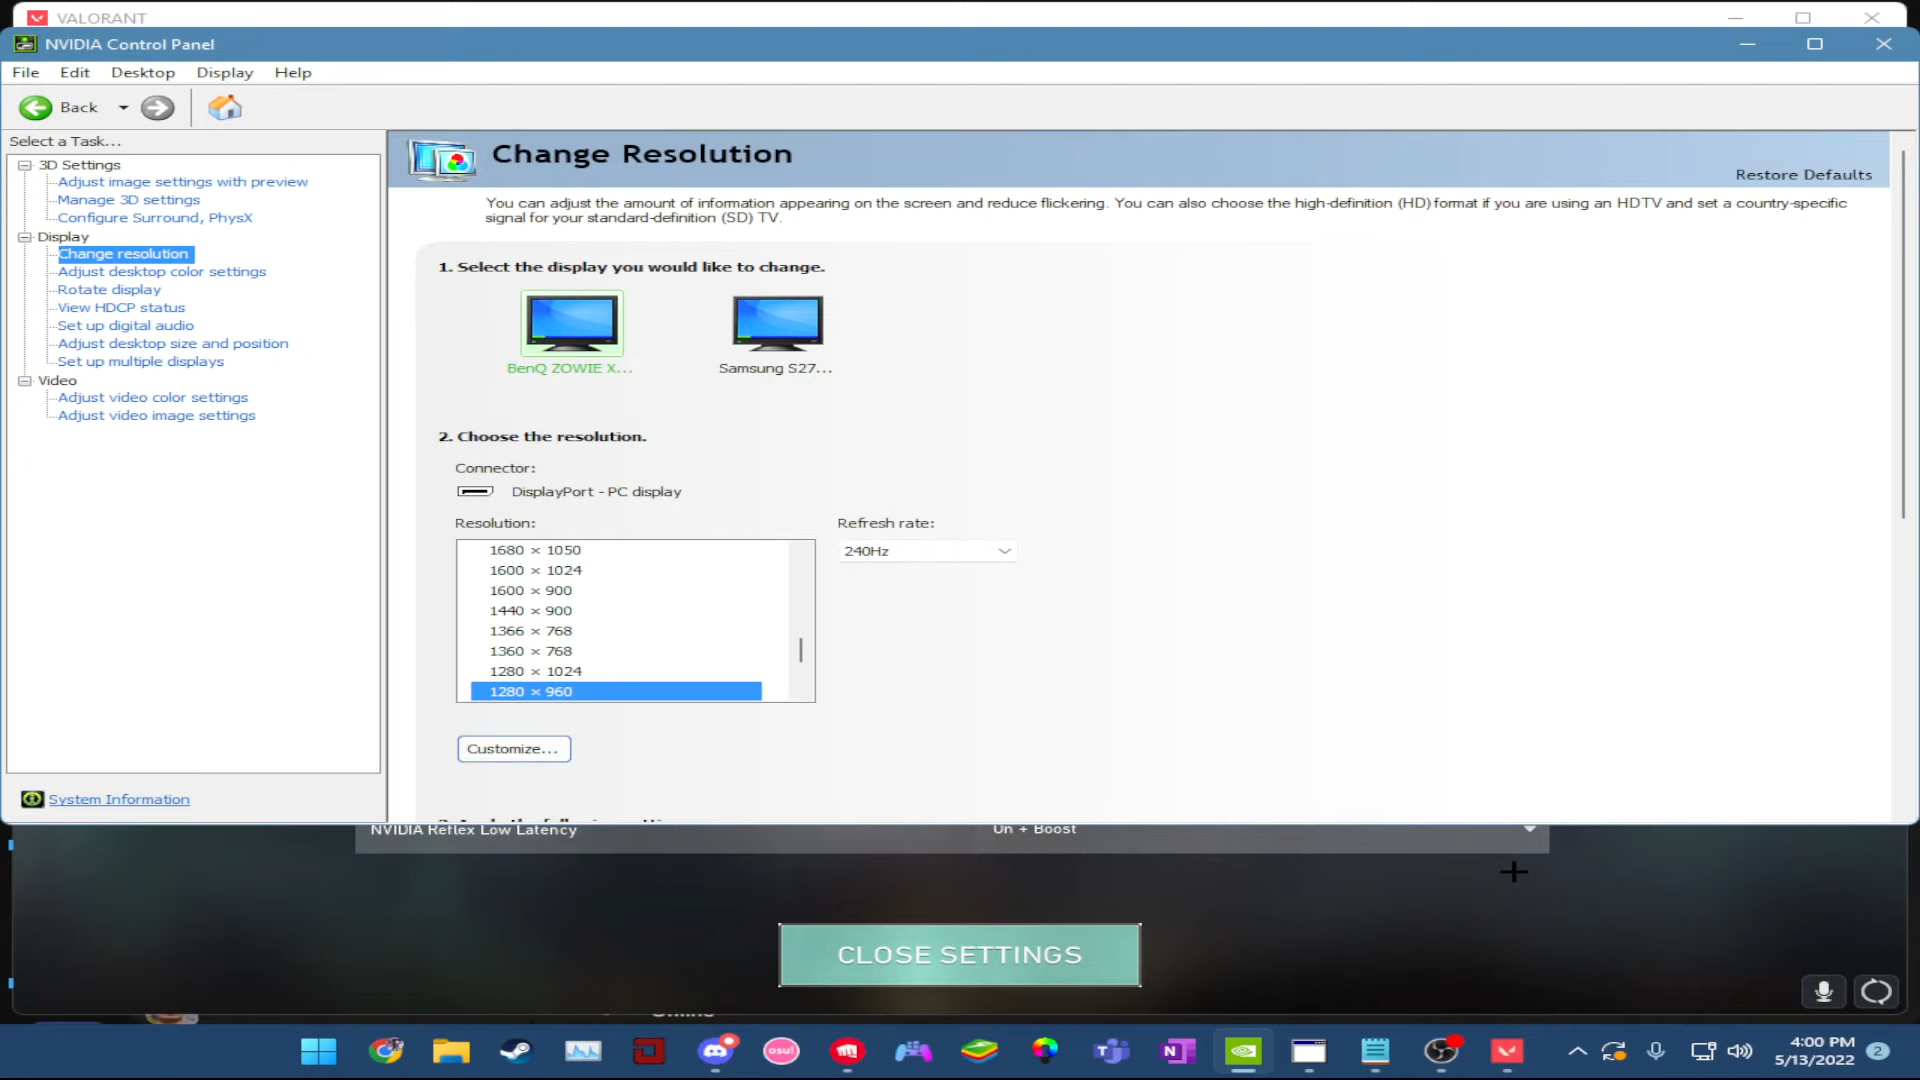 VALORANT
NVIDIA Control Panel
File Edit Desktop Display Help
Back
Select a Task...
3D Settings
Adjust image settings with preview
Manage 3D settings
Configure Surround, PhysX
Display
Change resolution
Adjust desktop color settings
Rotate display
View HDCP status
Set up digital audio
Adjust desktop size and position
Set up multiple displays
Video
Adjust video color settings
Adjust video image settings
System Information
Change Resolution
Restore Defaults
You can adjust the amount of information appearing on the screen and reduce flickering. You can also choose the high-definition (HD) format if you are using an HDTV and set a country-specific
signal for your standard-definition (SD) TV.
1. Select the display you would like to change.
BenQ ZOWIE X... Samsung S27...
2. Choose the resolution.
Connector:
DisplayPort - PC display
Resolution: Refresh rate:
240Hz
1680 × 1050
1600 × 1024
1600 × 900
1440 × 900
1366 × 768
1360 × 768
1280 × 1024
1280 × 960
Customize...
NVIDIA Reflex Low Latency On + Boost
CLOSE SETTINGS
osu!
4:00 PM
5/13/2022
2